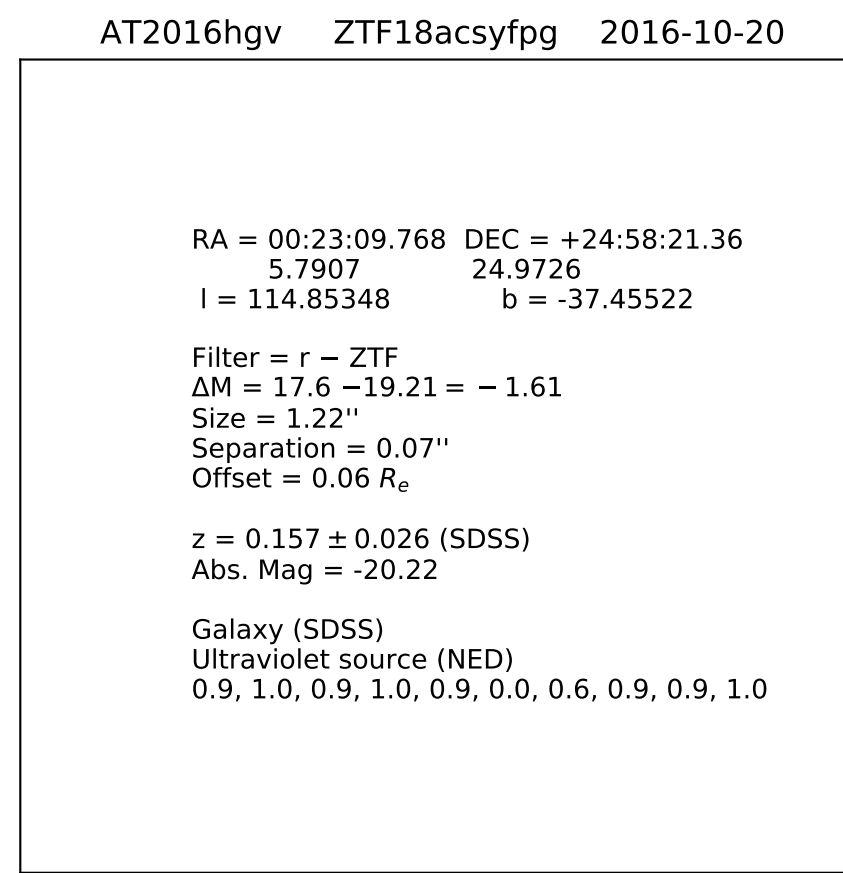 AT2016hgv ZTF18acsyfpg 2016-10-20
RA = 00:23:09.768 DEC = +24:58:21.36
5.7907 24.9726
l = 114.85348 b = -37.45522
Filter = r − ZTF
ΔM = 17.6 −19.21 = − 1.61
Size = 1.22''
Separation = 0.07''
Offset = 0.06 Rₑ
z = 0.157 ± 0.026 (SDSS)
Abs. Mag = -20.22
Galaxy (SDSS)
Ultraviolet source (NED)
0.9, 1.0, 0.9, 1.0, 0.9, 0.0, 0.6, 0.9, 0.9, 1.0